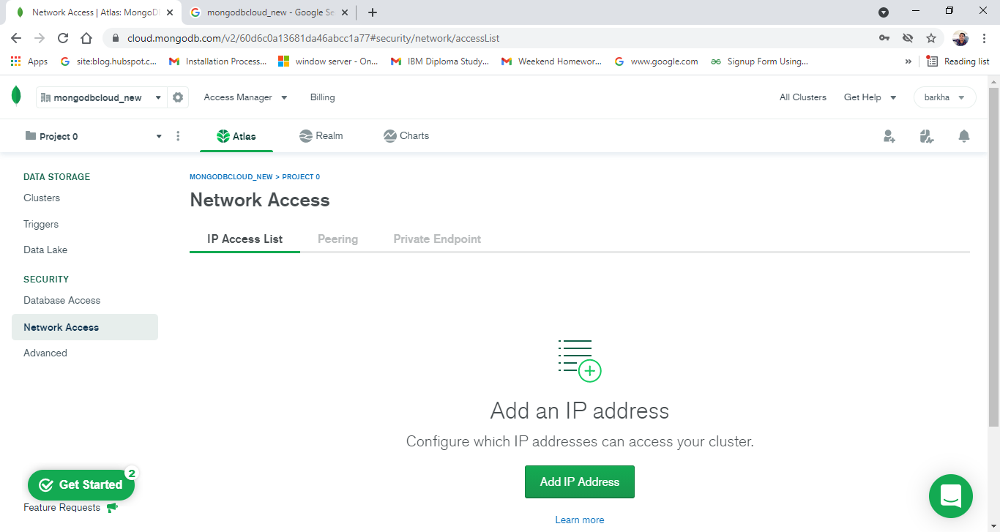 Network Access | Atlas: MongoD
mongodbcloud_new - Google Se
cloud.mongodb.com/v2/60d6c0a13681da46abcc1a77#security/network/accessList
Apps
site:blog.hubspot.c...
Installation Process...
window server - On...
IBM Diploma Study...
Weekend Homewor...
www.google.com
Signup Form Using...
»
Reading list
mongodbcloud_new
Access Manager
Billing
All Clusters
Get Help
barkha
Project 0
Atlas
Realm
Charts
DATA STORAGE
Clusters
Triggers
Data Lake
SECURITY
Database Access
Network Access
Advanced
MONGODBCLOUD_NEW > PROJECT 0
Network Access
IP Access List
Peering
Private Endpoint
Add an IP address
Configure which IP addresses can access your cluster.
Add IP Address
Learn more
Get Started
2
Feature Requests